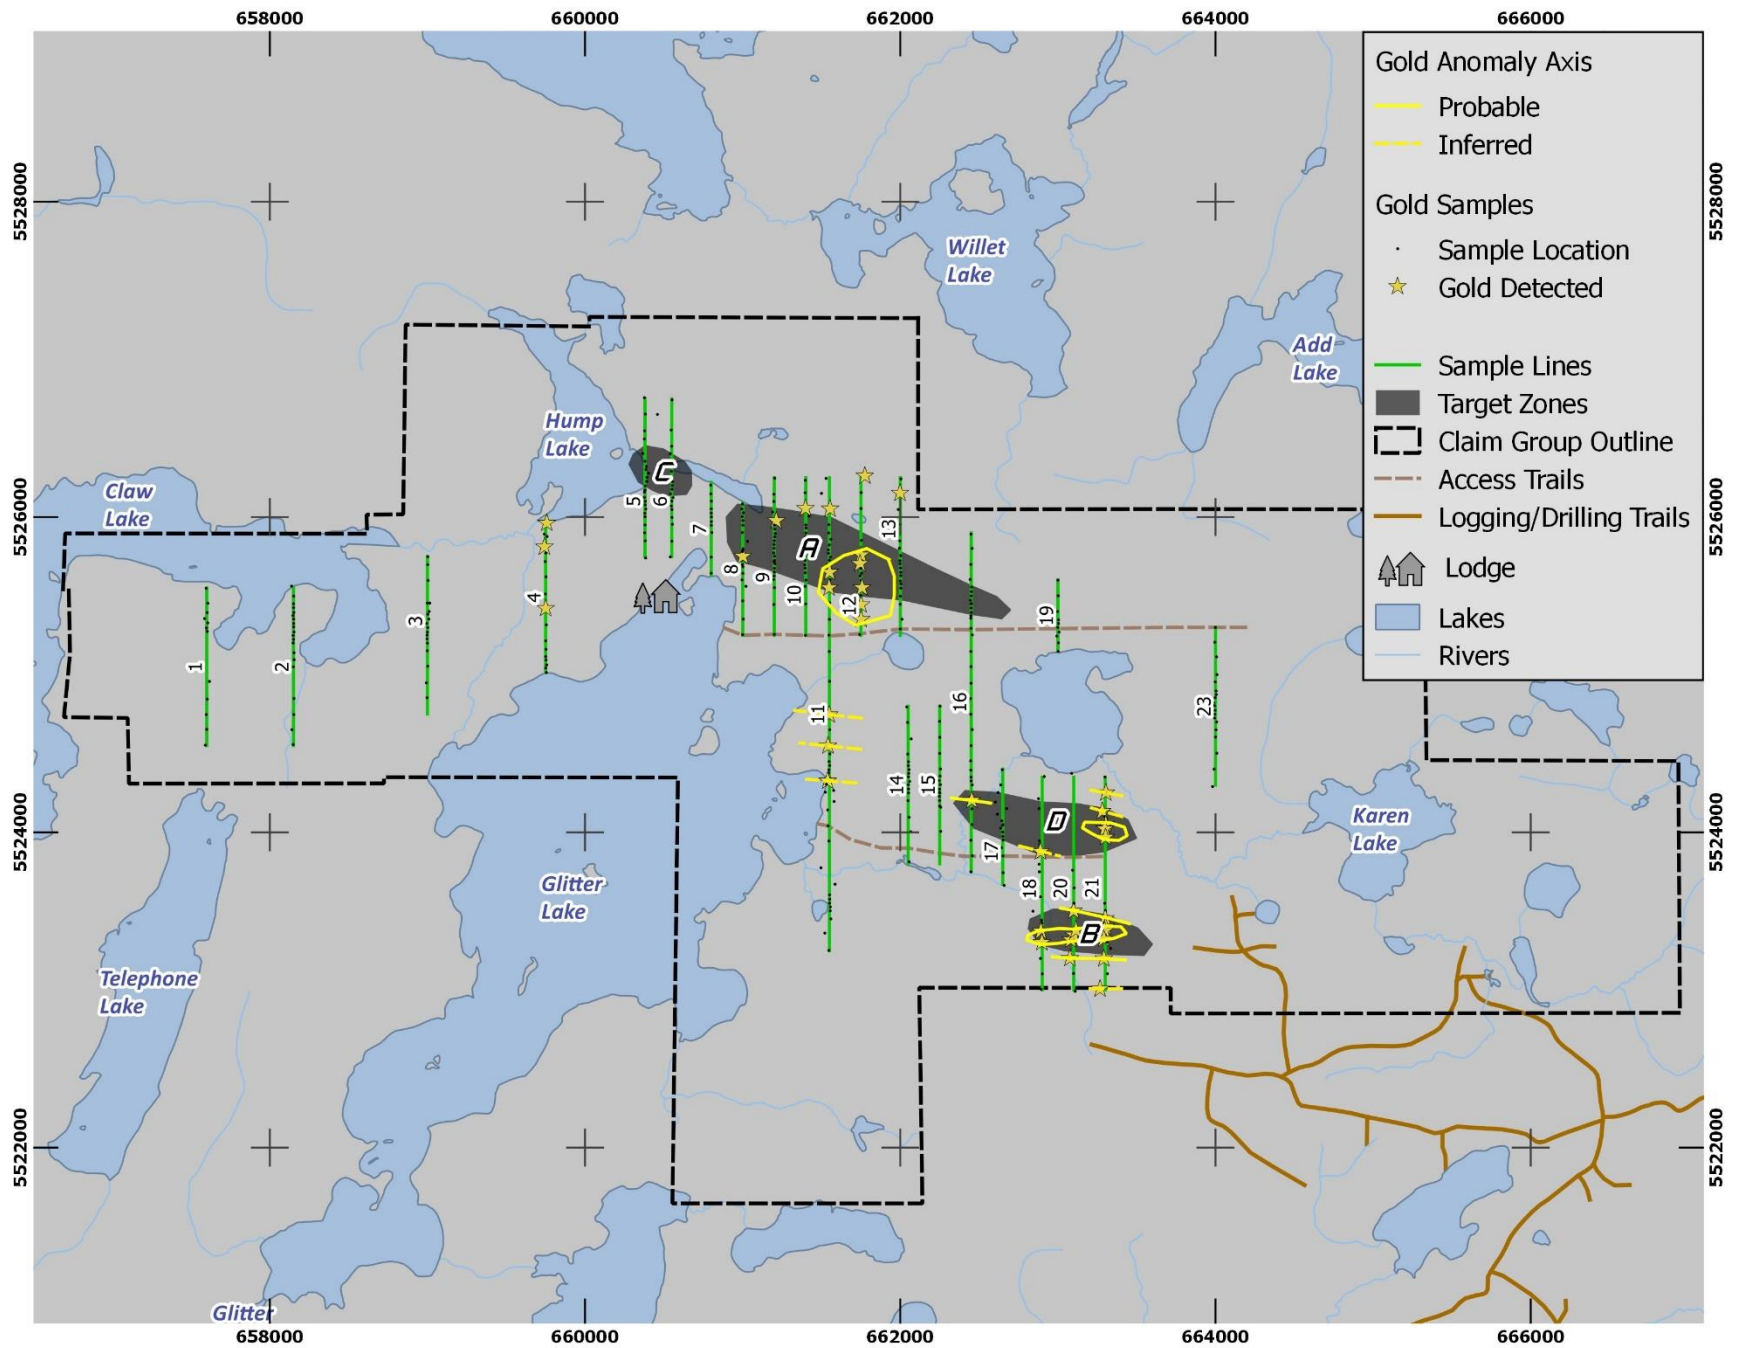 658000 660000 662000 664000 666000
Gold Anomaly Axis
Probable
Inferred
Gold Samples
Sample Location
Gold Detected
Sample Lines
Target Zones
Claim Group Outline
Access Trails
Logging/Drilling Trails
Lodge
Lakes
Rivers
5528000
5528000
Willet
Lake
Add
Lake
Hump
Lake
C
5
6
Claw
Lake
5526000
5526000
7
13
A
8
9
10
12
4
3
19
1
2
11
16
23
14
15
5524000
5524000
D
17
Karen
Lake
18
20
21
Glitter
Lake
B
Telephone
Lake
5522000
5522000
Glitter
658000 660000 662000 664000 666000